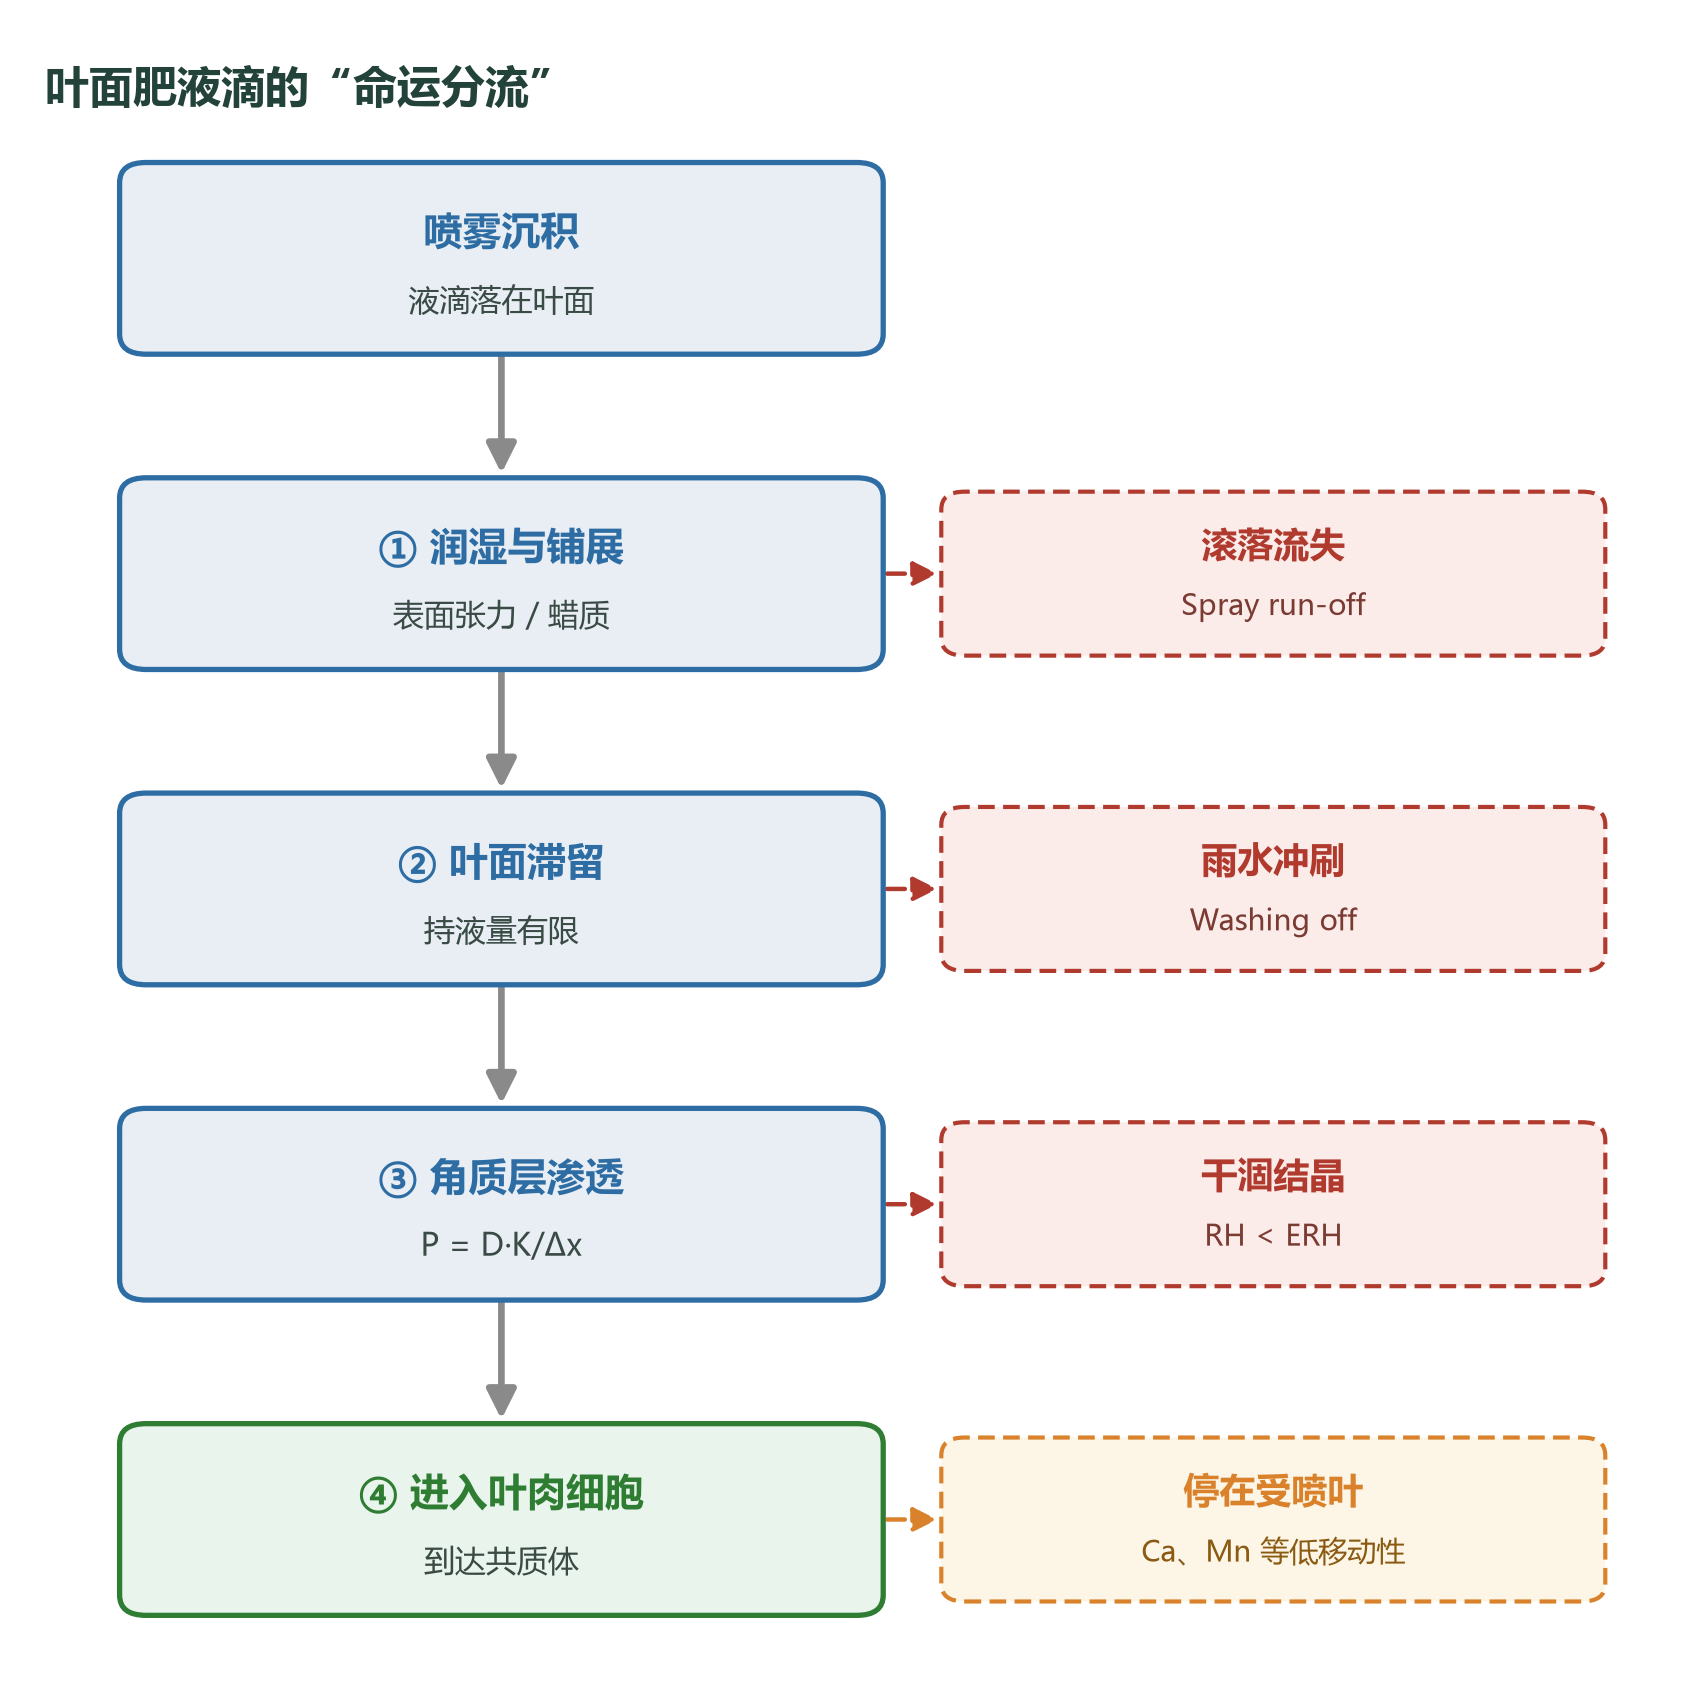 叶面肥液滴的“命运分流”
喷雾沉积
液滴落在叶面
① 润湿与铺展
表面张力 / 蜡质
滚落流失
Spray run-off
② 叶面滞留
持液量有限
雨水冲刷
Washing off
③ 角质层渗透
P = D·K/Δx
干涸结晶
RH < ERH
④ 进入叶肉细胞
到达共质体
停在受喷叶
Ca、Mn 等低移动性